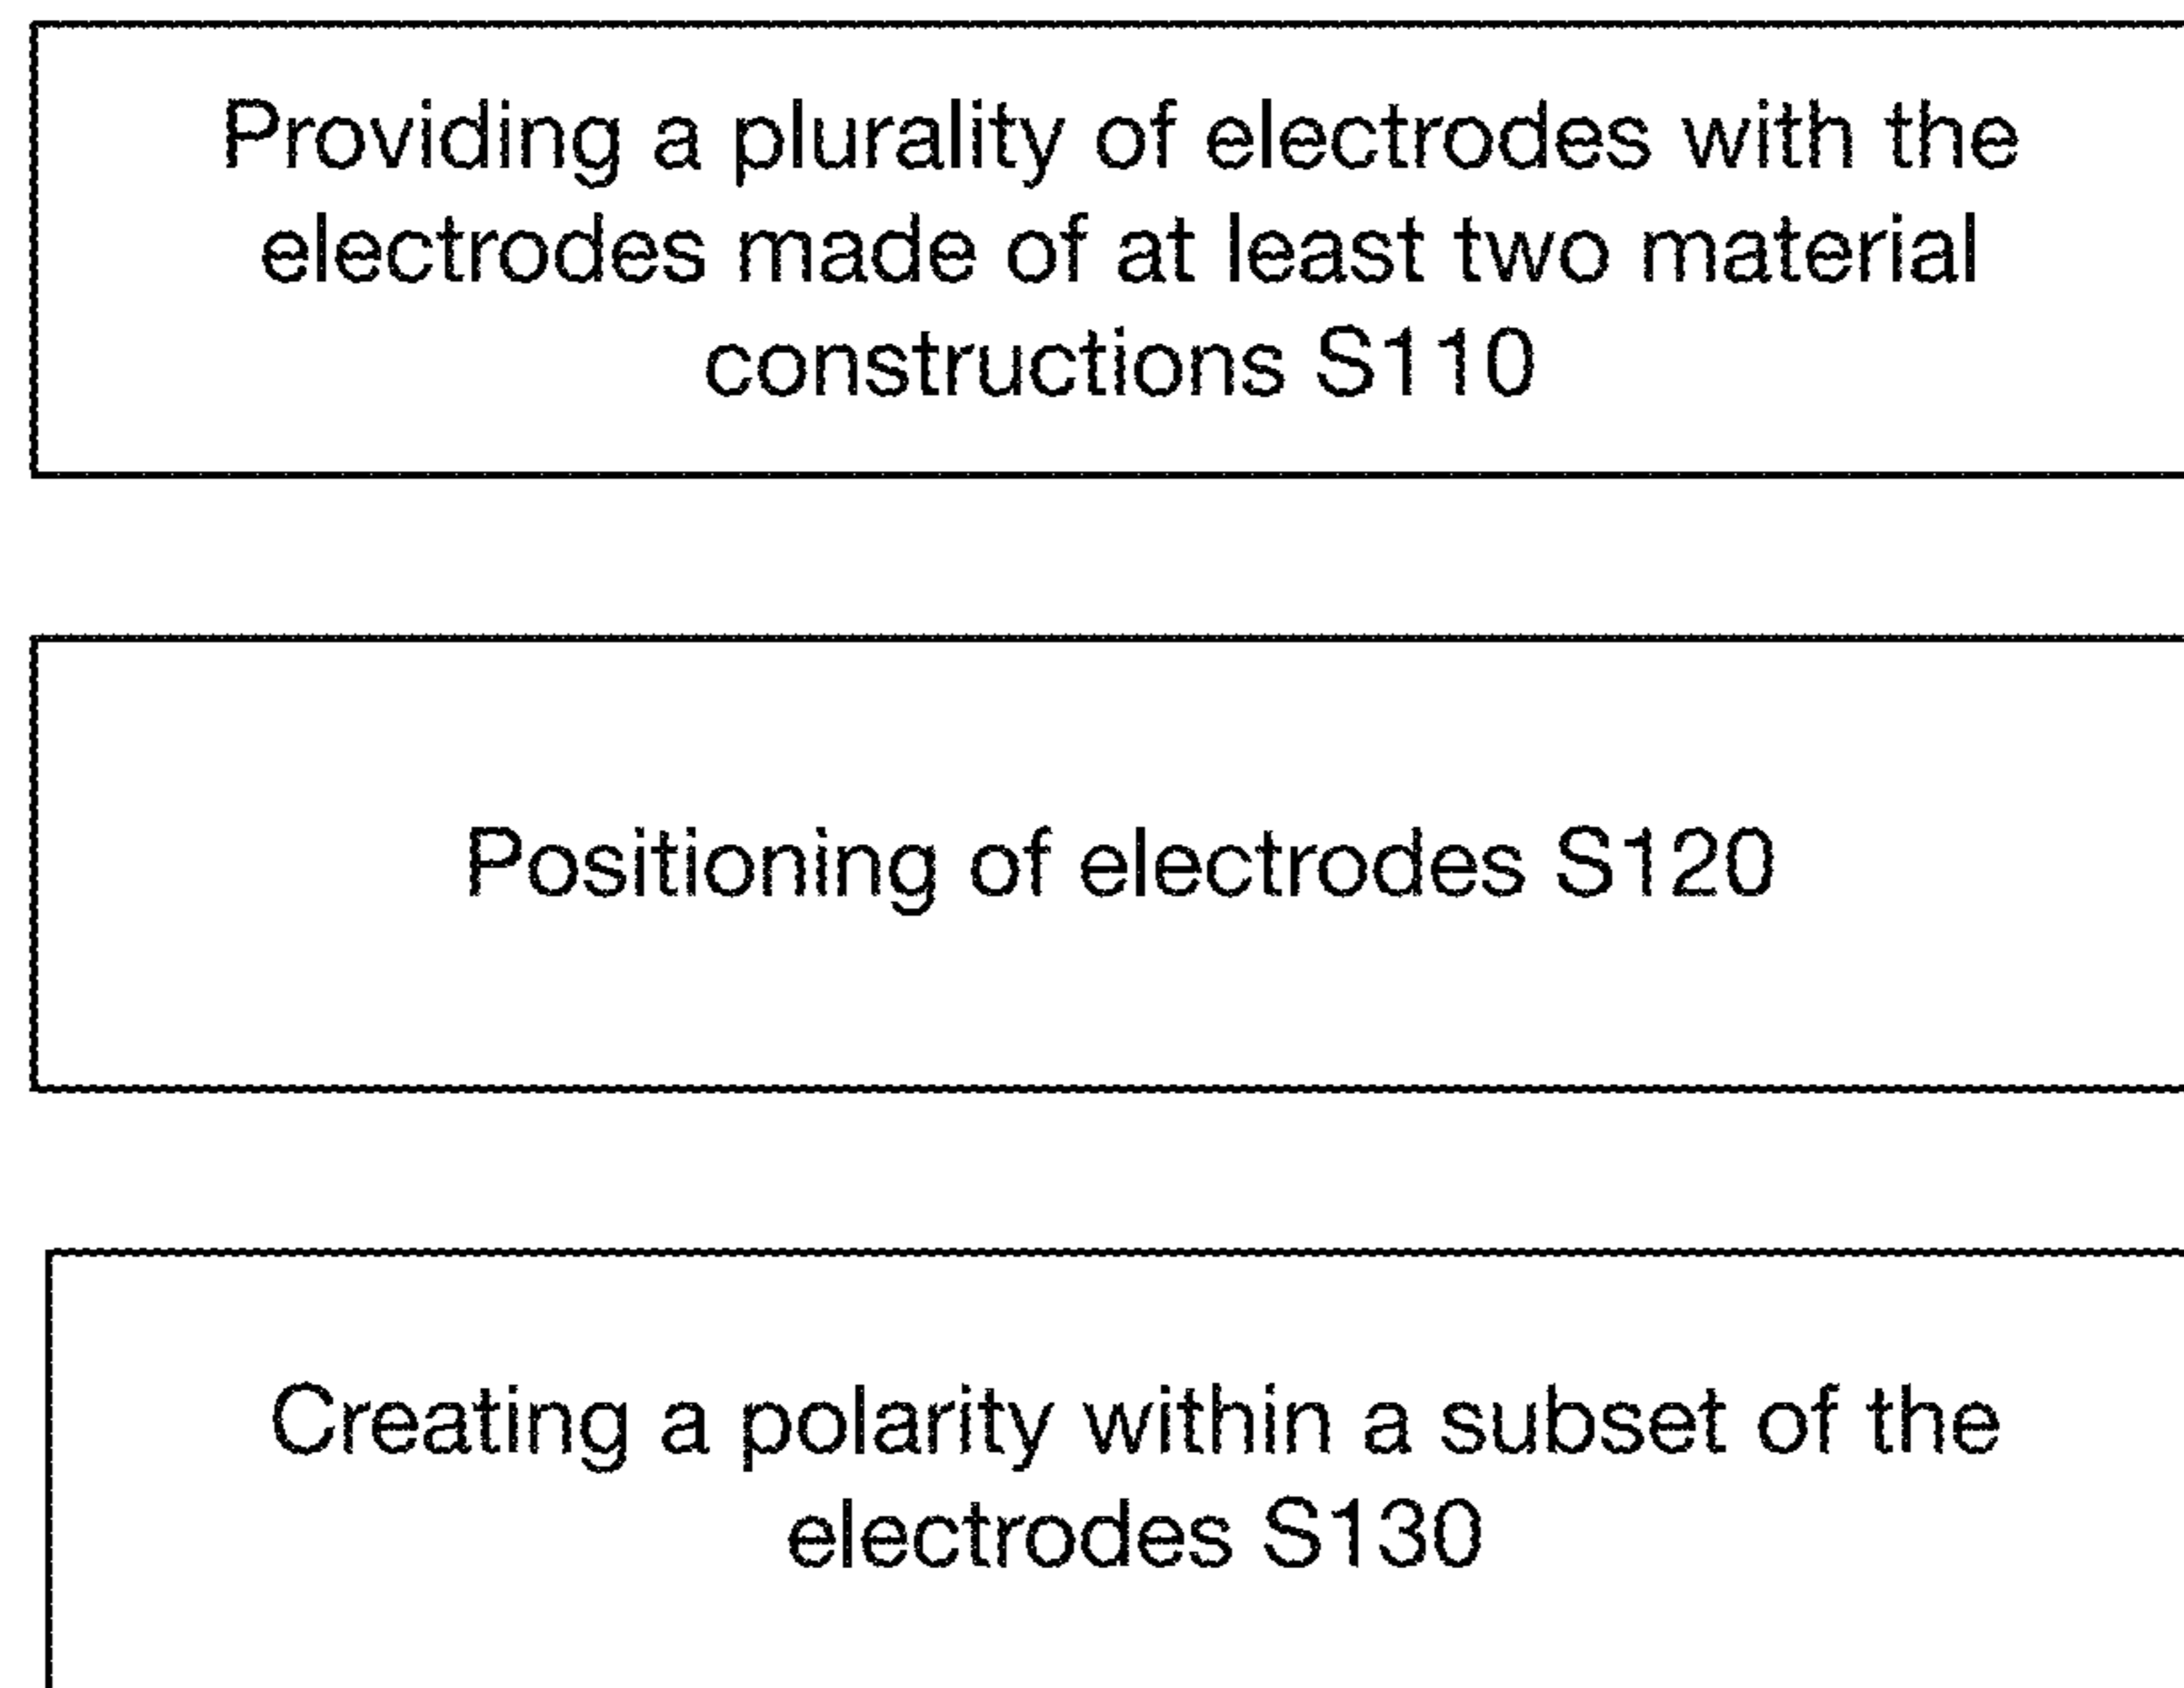 Providing a plurality of electrodes with the
electrodes made of at least two material
constructions S110
Positioning of electrodes S120
Creating a polarity within a subset of the
electrodes S130